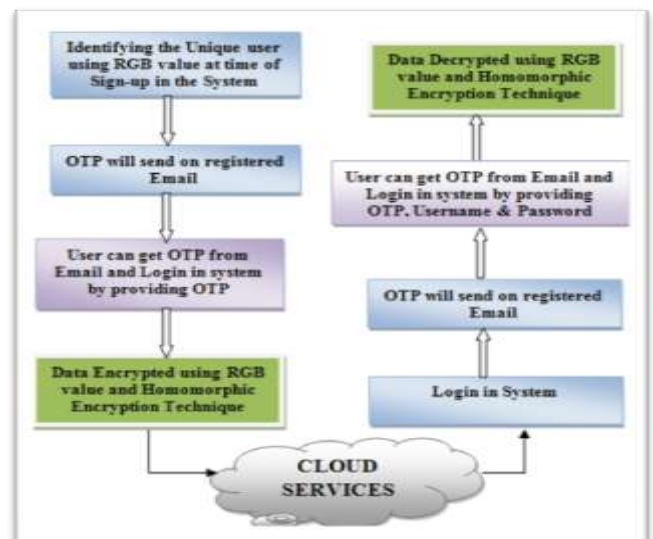 Identifying the Unique user
using RGB value at time of
Sign-up in the System
OTP will send on registered
Email
User can get OTP from
Email and Login in system
by providing OTP
Data Encrypted using RGB
value and Homomorphic
Encryption Technique
CLOUD
SERVICES
Login in System
OTP will send on registered
Email
User can get OTP from Email and
Login in system by providing
OTP, Username & Password
Data Decrypted using RGB
value and Homomorphic
Encryption Technique